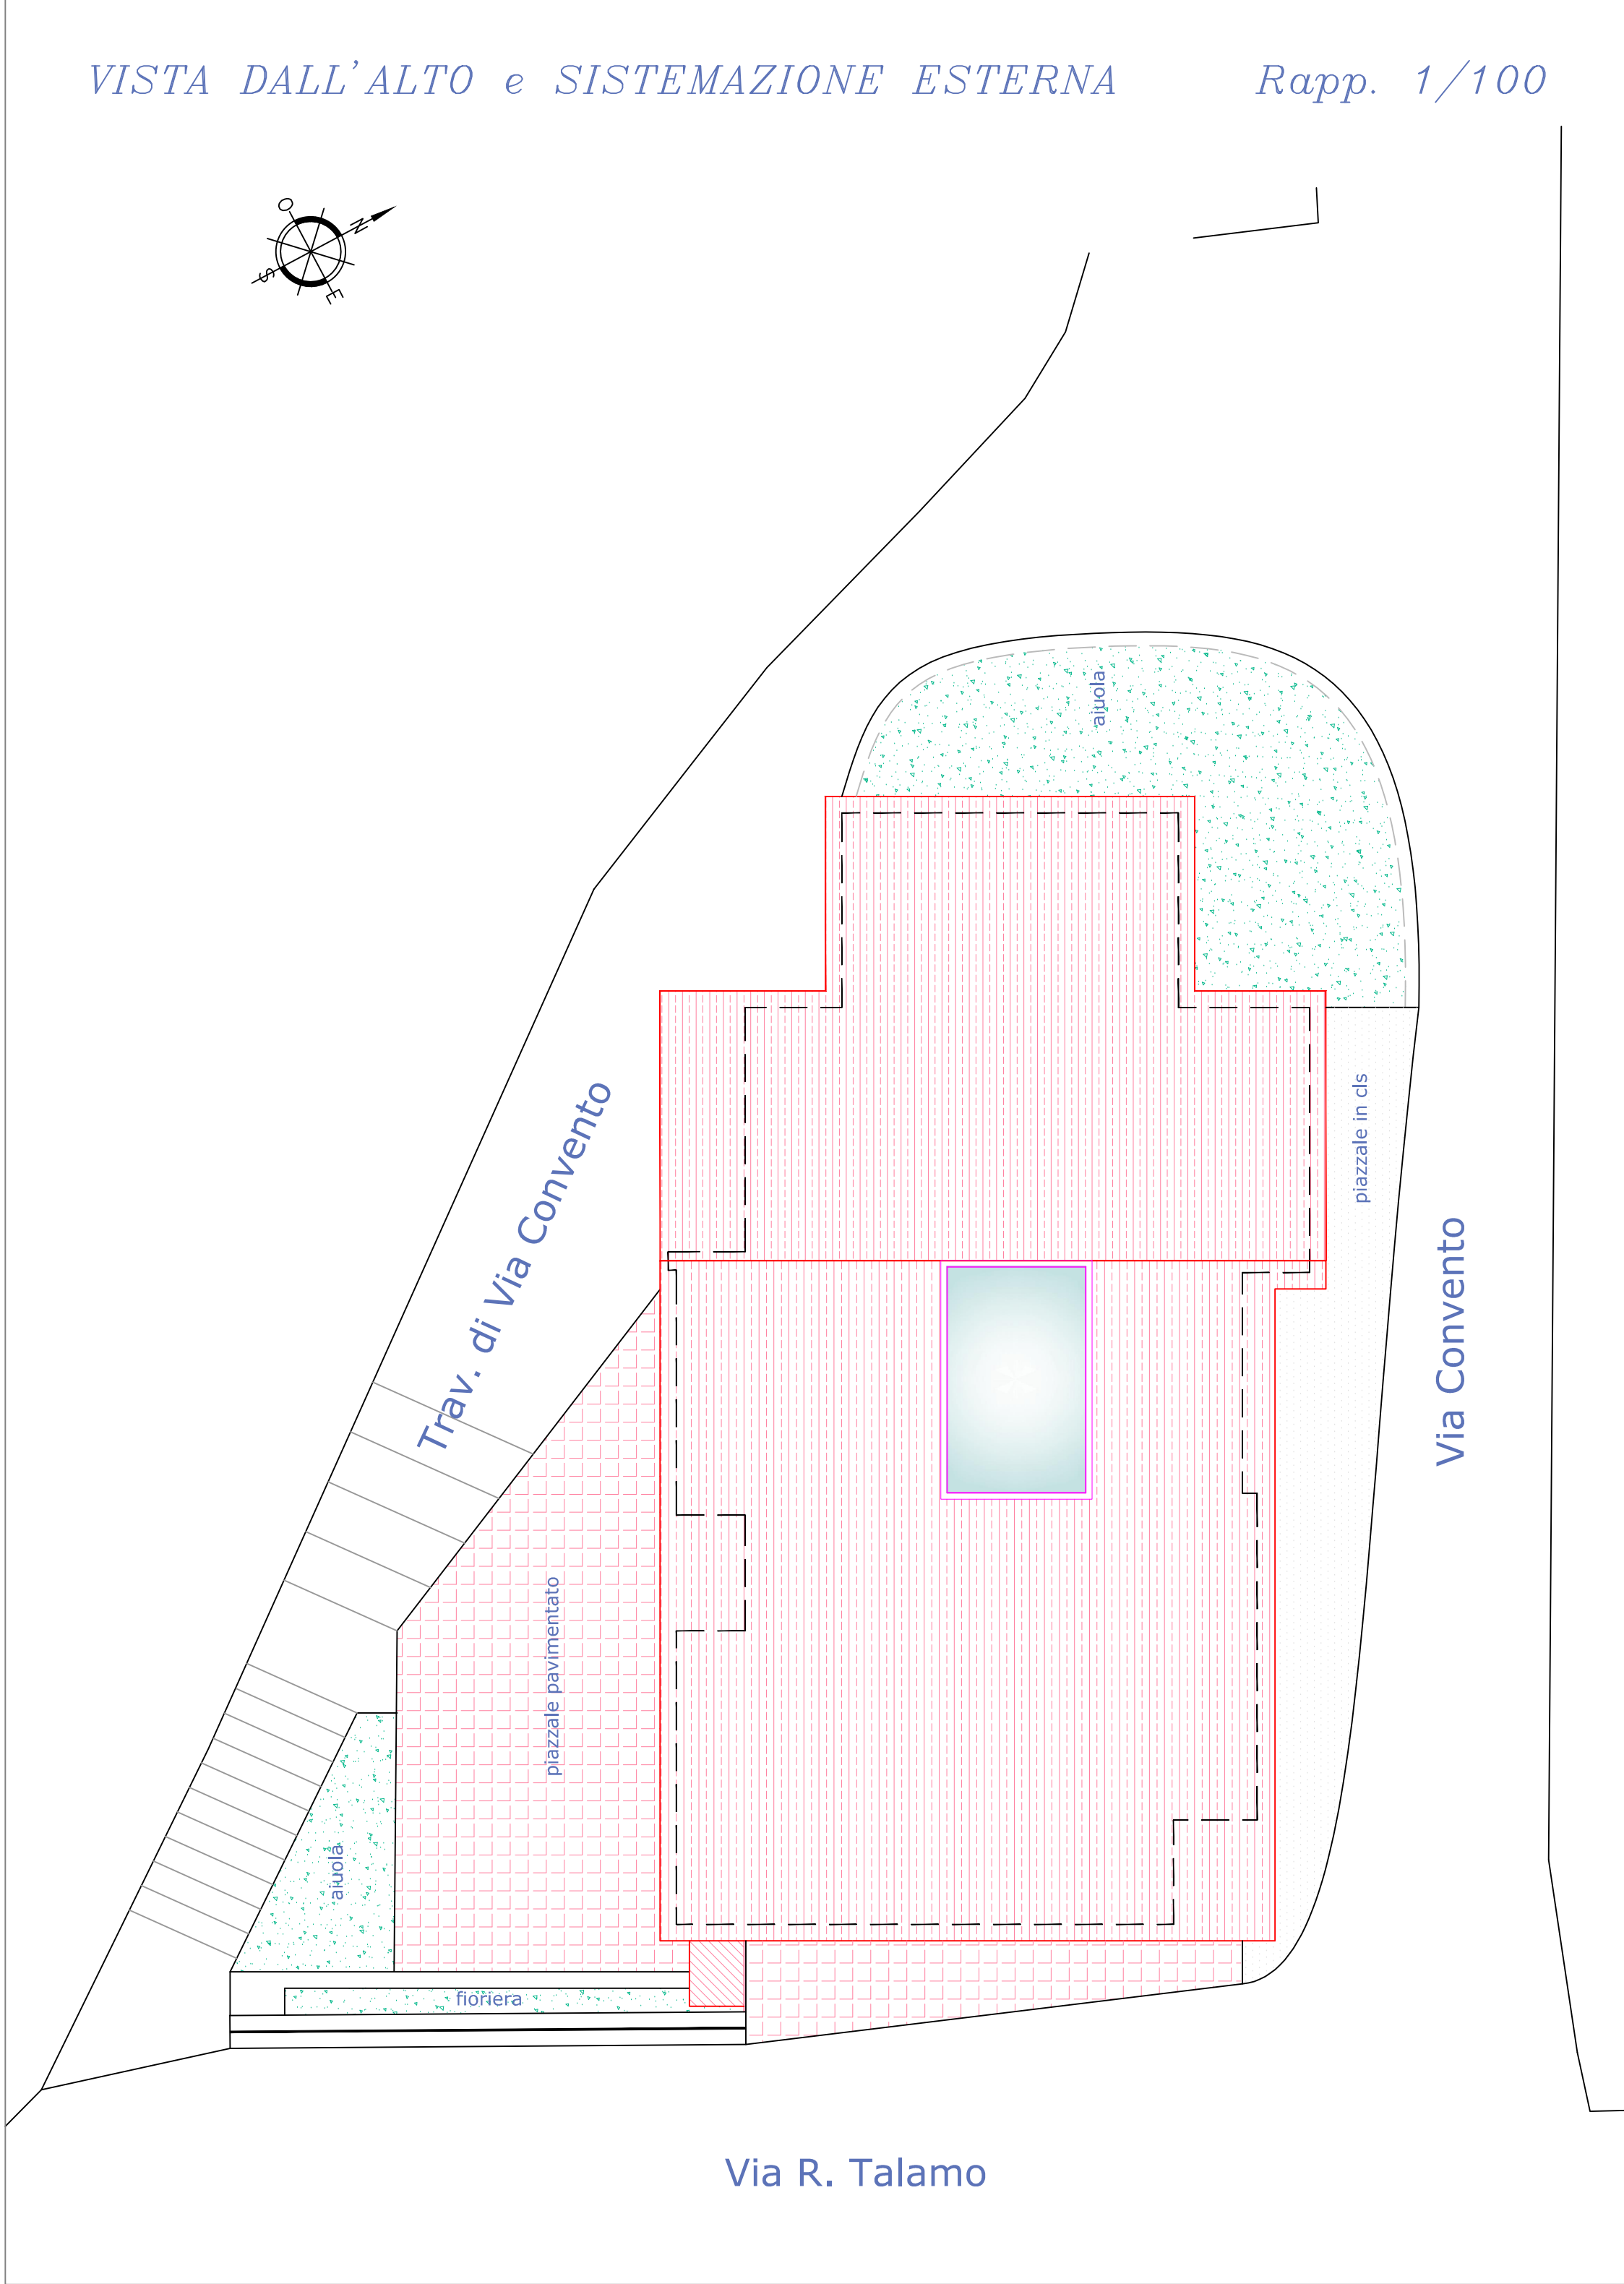 VISTA DALL'ALTO e SISTEMAZIONE ESTERNA Rapp. 1/100
O
N
S
E
aiuola
piazzale in cls
Trav. di Via Convento
Via Convento
piazzale pavimentato
aiuola
fioriera
Via R. Talamo